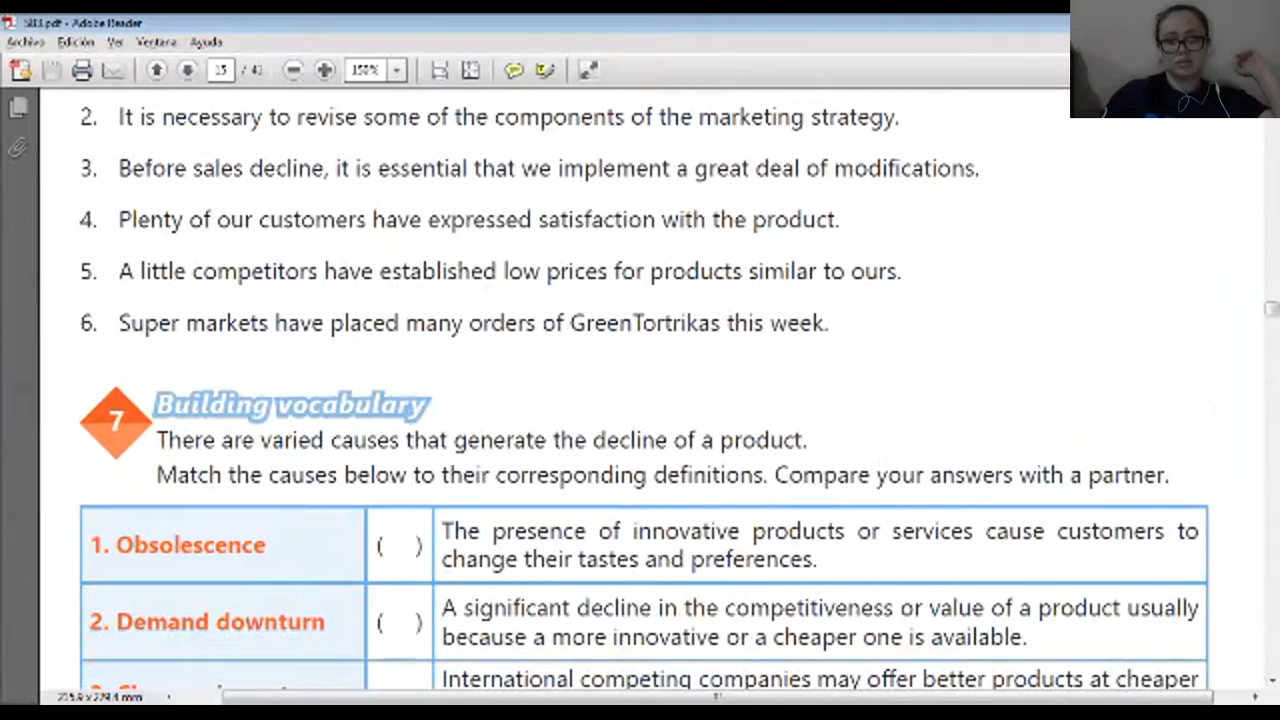 SB3.pdf - Adobe Reader
Archivo Edición Ver Ventana Ayuda
15 / 41 150%
2. It is necessary to revise some of the components of the marketing strategy.
3. Before sales decline, it is essential that we implement a great deal of modifications.
4. Plenty of our customers have expressed satisfaction with the product.
5. A little competitors have established low prices for products similar to ours.
6. Super markets have placed many orders of GreenTortrikas this week.
7 Building vocabulary
There are varied causes that generate the decline of a product.
Match the causes below to their corresponding definitions. Compare your answers with a partner.
1. Obsolescence ( ) The presence of innovative products or services cause customers to
change their tastes and preferences.
2. Demand downturn ( ) A significant decline in the competitiveness or value of a product usually
because a more innovative or a cheaper one is available.
International competing companies may offer better products at cheaper